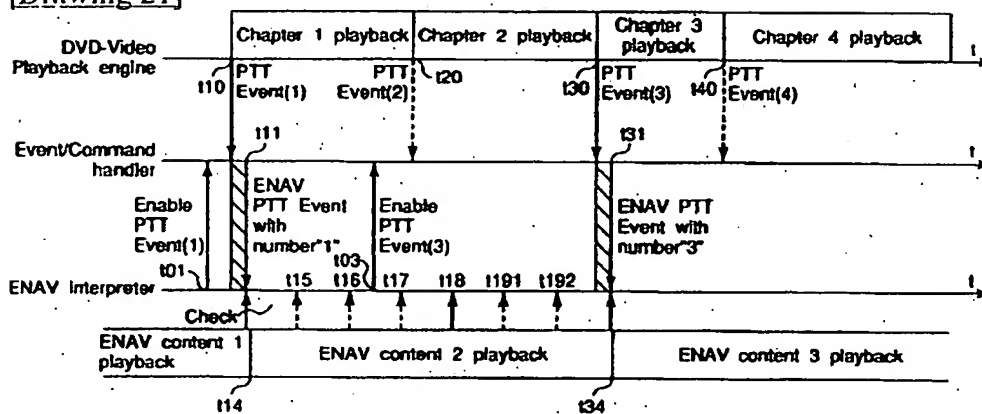 [Drawing 21]
Chapter 1 playback
Chapter 2 playback
Chapter 3 playback
Chapter 4 playback
DVD-Video
Playback engine
t
t10
PTT
Event(1)
PTT
Event(2)
t20
t30
PTT
Event(3)
t40
PTT
Event(4)
t11
t31
Event/Command
handler
t
Enable
PTT
Event(1)
t01
ENAV
PTT Event
with
number"1"
Enable
PTT
Event(3)
t03
ENAV PTT
Event with
number"3"
ENAV Interpreter
t15
t16
t17
t18
t191
t192
t
Check
ENAV content 1
playback
ENAV content 2 playback
ENAV content 3 playback
t14
t34